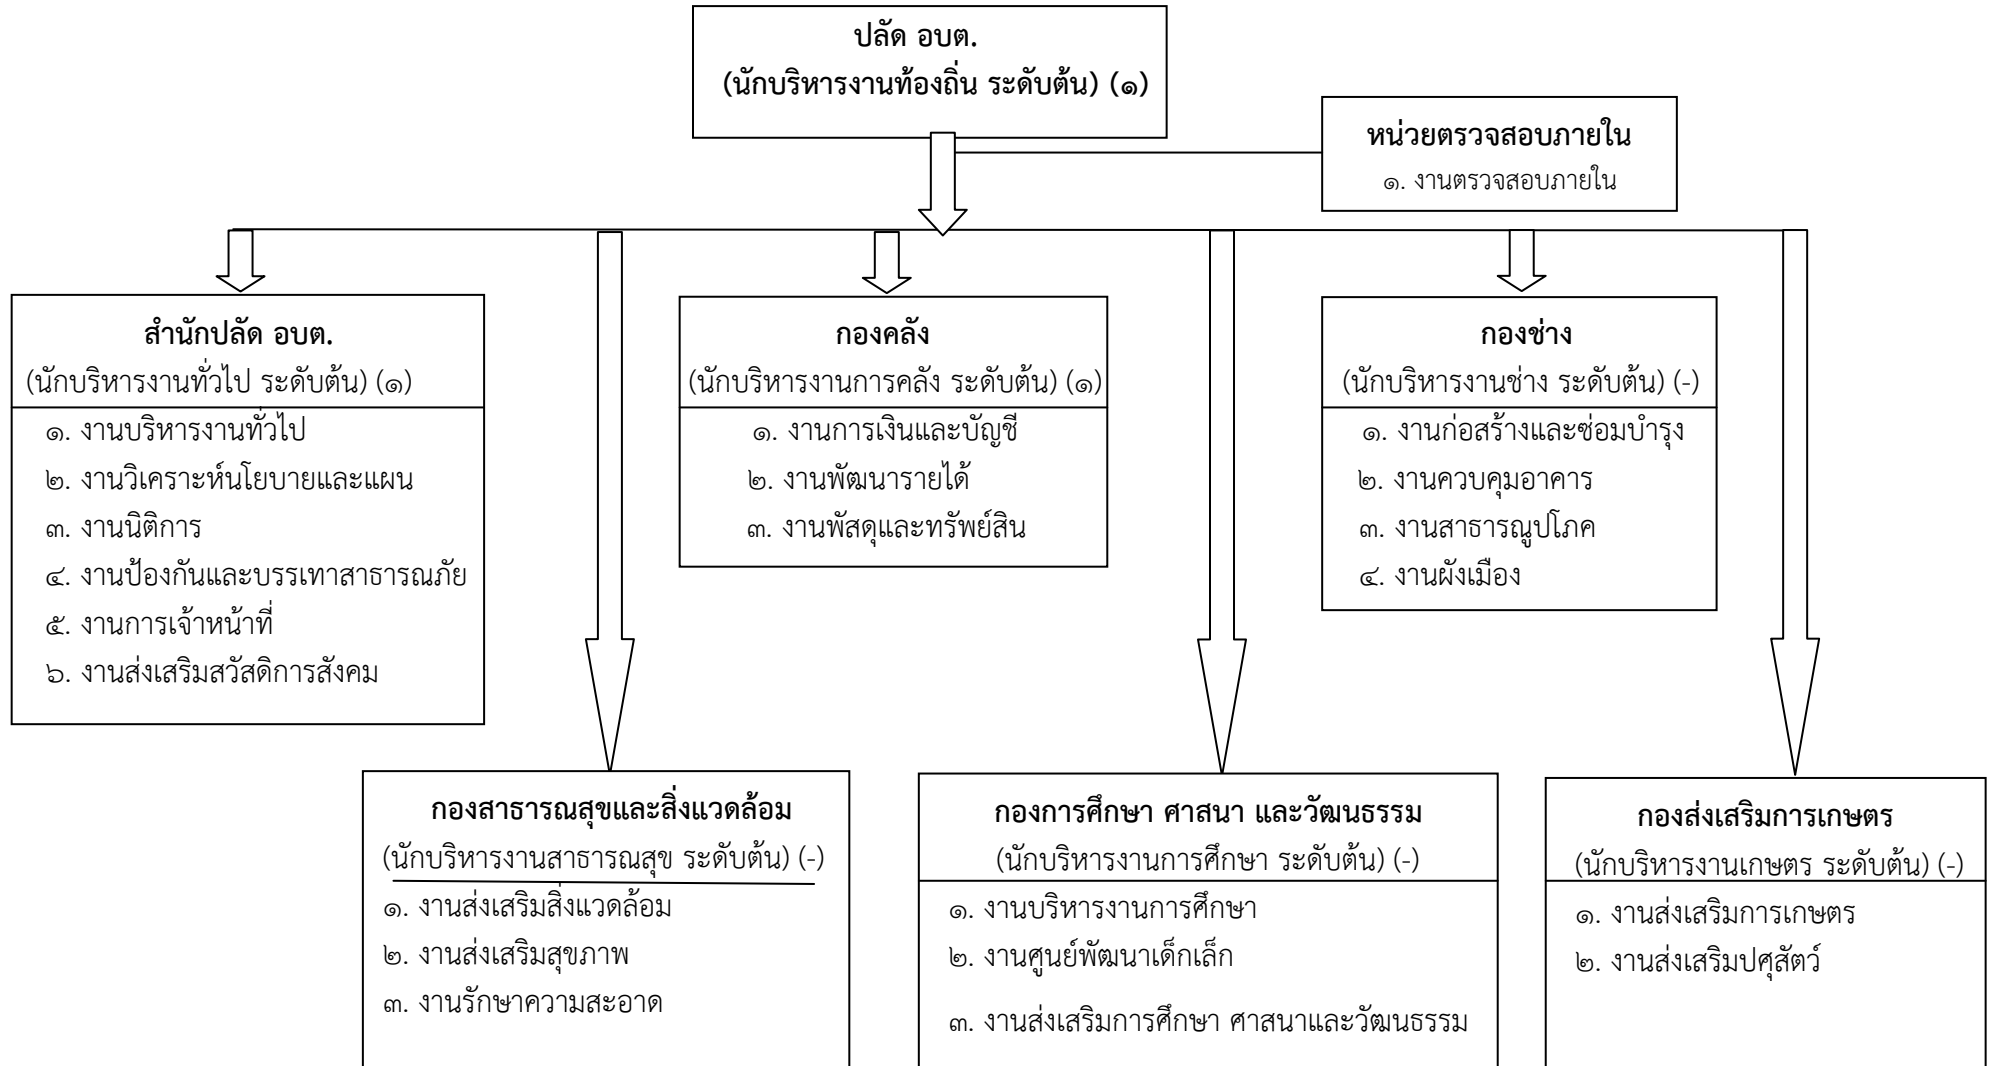 ปลัด อบต.
(นักบริหารงานท้องถิ่น ระดับต้น) (๑)
หน่วยตรวจสอบภายใน
๑. งานตรวจสอบภายใน
สำนักปลัด อบต.
(นักบริหารงานทั่วไป ระดับต้น) (๑)
๑. งานบริหารงานทั่วไป
๒. งานวิเคราะห์นโยบายและแผน
๓. งานนิติการ
๔. งานป้องกันและบรรเทาสาธารณภัย
๕. งานการเจ้าหน้าที่
๖. งานส่งเสริมสวัสดิการสังคม
กองคลัง
(นักบริหารงานการคลัง ระดับต้น) (๑)
๑. งานการเงินและบัญชี
๒. งานพัฒนารายได้
๓. งานพัสดุและทรัพย์สิน
กองช่าง
(นักบริหารงานช่าง ระดับต้น) (-)
๑. งานก่อสร้างและซ่อมบำรุง
๒. งานควบคุมอาคาร
๓. งานสาธารณูปโภค
๔. งานผังเมือง
กองสาธารณสุขและสิ่งแวดล้อม
(นักบริหารงานสาธารณสุข ระดับต้น) (-)
๑. งานส่งเสริมสิ่งแวดล้อม
๒. งานส่งเสริมสุขภาพ
๓. งานรักษาความสะอาด
กองการศึกษา ศาสนา และวัฒนธรรม
(นักบริหารงานการศึกษา ระดับต้น) (-)
๑. งานบริหารงานการศึกษา
๒. งานศูนย์พัฒนาเด็กเล็ก
๓. งานส่งเสริมการศึกษา ศาสนาและวัฒนธรรม
กองส่งเสริมการเกษตร
(นักบริหารงานเกษตร ระดับต้น) (-)
๑. งานส่งเสริมการเกษตร
๒. งานส่งเสริมปศุสัตว์